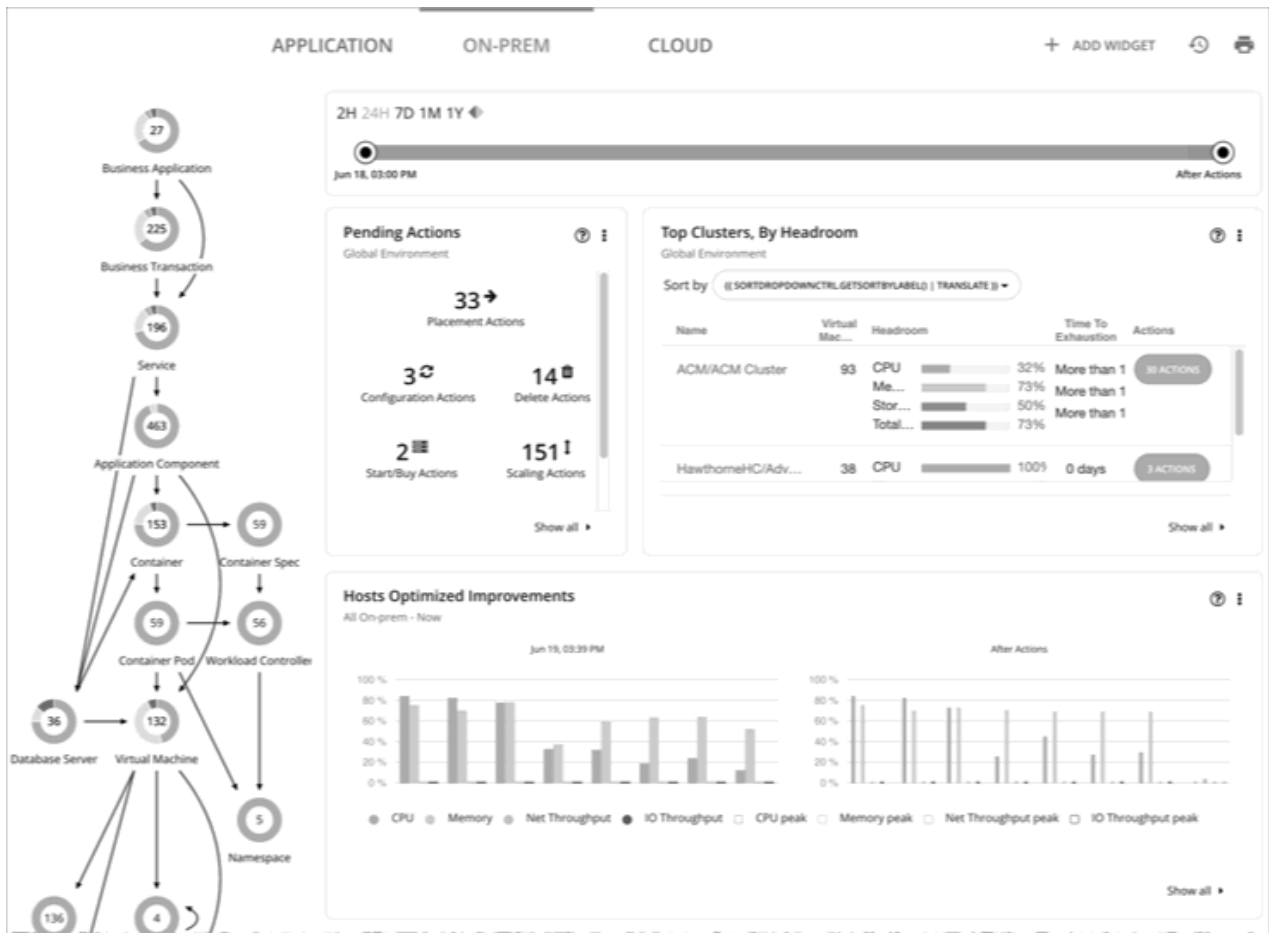 APPLICATION ON-PREM CLOUD + ADD WIDGET
27
Business Application
225
Business Transaction
196
Service
463
Application Component
153 59
Container Container Spec
59 56
Container Pod Workload Controller
36 132
Database Server Virtual Machine
5
Namespace
136 4
2H 24H 7D 1M 1Y
Jun 18, 03:00 PM After Actions
Pending Actions
Global Environment
33
Placement Actions
3 14
Configuration Actions Delete Actions
2 151
Start/Buy Actions Scaling Actions
Show all
Top Clusters, By Headroom
Global Environment
Sort by {{ SORTDROPDOWNCTRL.GETSORTBYLABEL() | TRANSLATE }}
Name Virtual Mac... Headroom Time To Exhaustion Actions
ACM/ACM Cluster 93 CPU 32% More than 1 30 ACTIONS
Me... 73% More than 1
Stor... 50% More than 1
Total... 73%
HawthorneHC/Adv... 38 CPU 100% 0 days 3 ACTIONS
Show all
Hosts Optimized Improvements
All On-prem - Now
Jun 19, 03:39 PM After Actions
100 % 100 %
80 % 80 %
60 % 60 %
40 % 40 %
20 % 20 %
0 % 0 %
CPU Memory Net Throughput IO Throughput CPU peak Memory peak Net Throughput peak IO Throughput peak
Show all